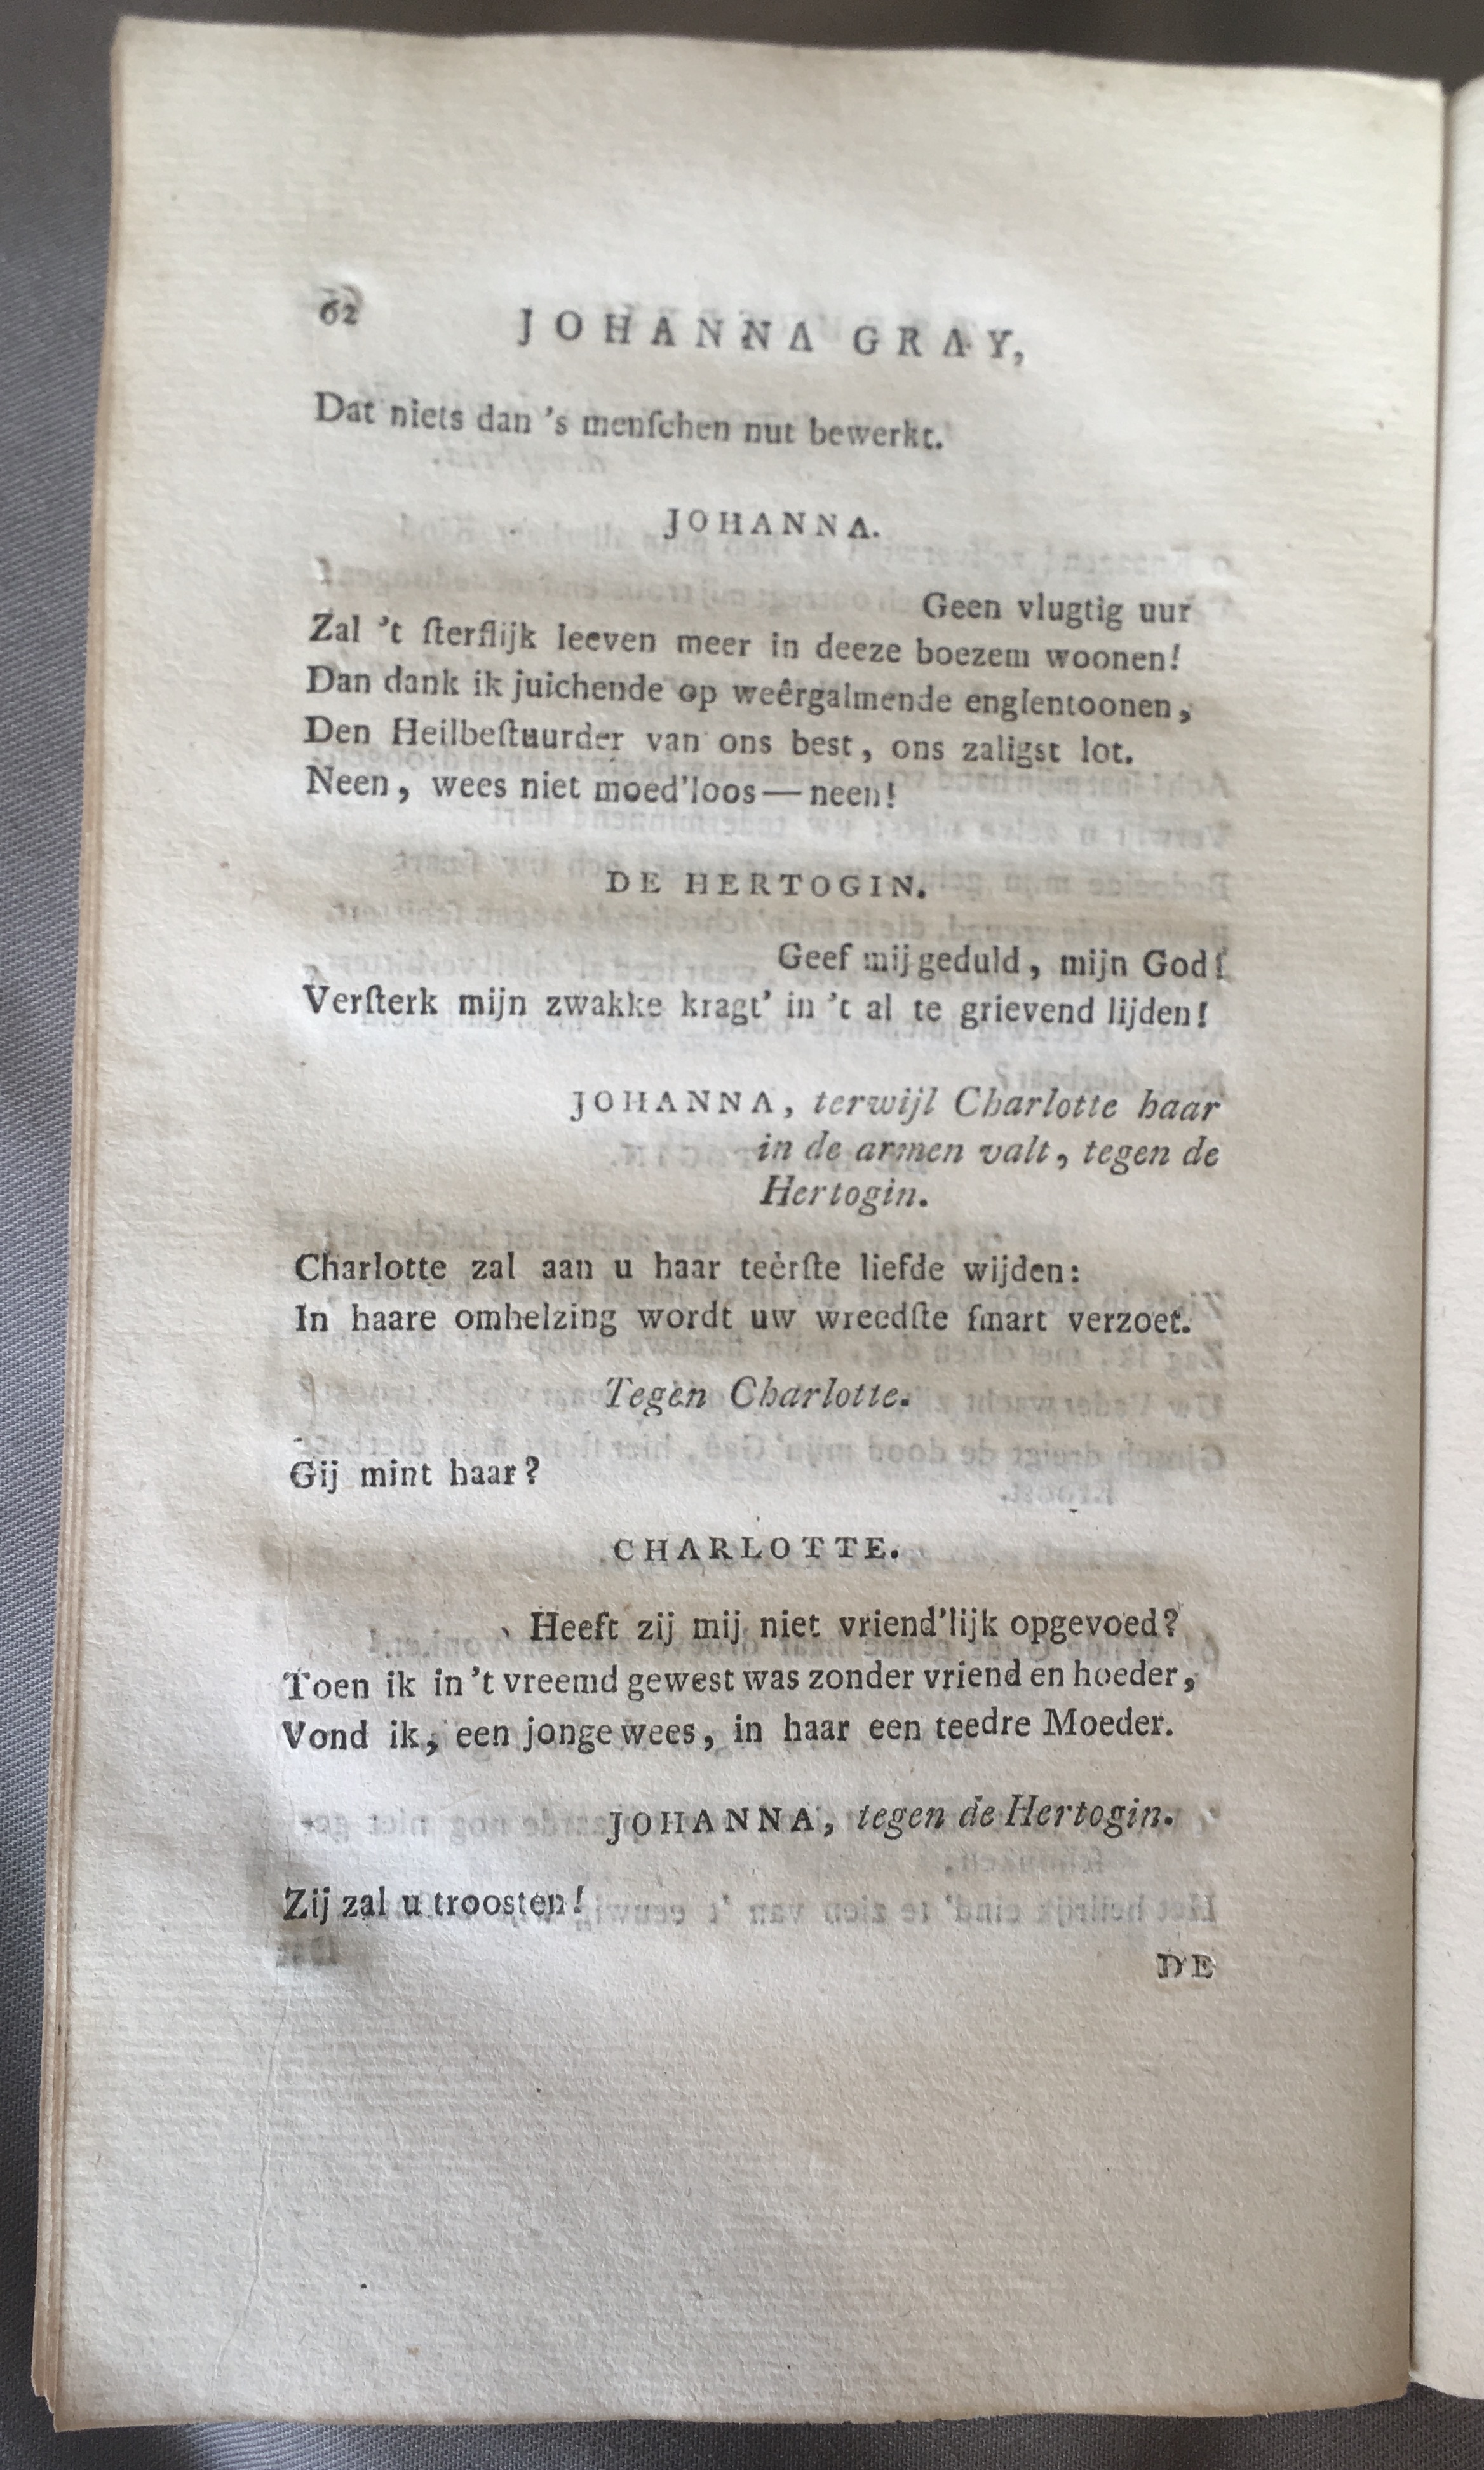 62 JOHANNA GRAY,
Dat niets dan 's menſchen nut bewerkt.
JOHANNA.
Geen vlugtig uur
Zal 't ſterflijk leeven meer in deeze boezem woonen!
Dan dank ik juichende op weêrgalmende englentoonen,
Den Heilbeſtuurder van ons best, ons zaligst lot.
Neen, wees niet moed'loos — neen!
DE HERTOGIN.
Geef mij geduld, mijn God!
Verſterk mijn zwakke kragt' in 't al te grievend lijden!
JOHANNA, terwijl Charlotte haar
in de armen valt, tegen de
Hertogin.
Charlotte zal aan u haar teêrſte liefde wijden:
In haare omhelzing wordt uw wreedſte ſmart verzoet.
Tegen Charlotte.
Gij mint haar?
CHARLOTTE.
Heeft zij mij niet vriend'lijk opgevoed?
Toen ik in 't vreemd gewest was zonder vriend en hoeder,
Vond ik, een jonge wees, in haar een teedre Moeder.
JOHANNA, tegen de Hertogin.
Zij zal u troosten!
DE